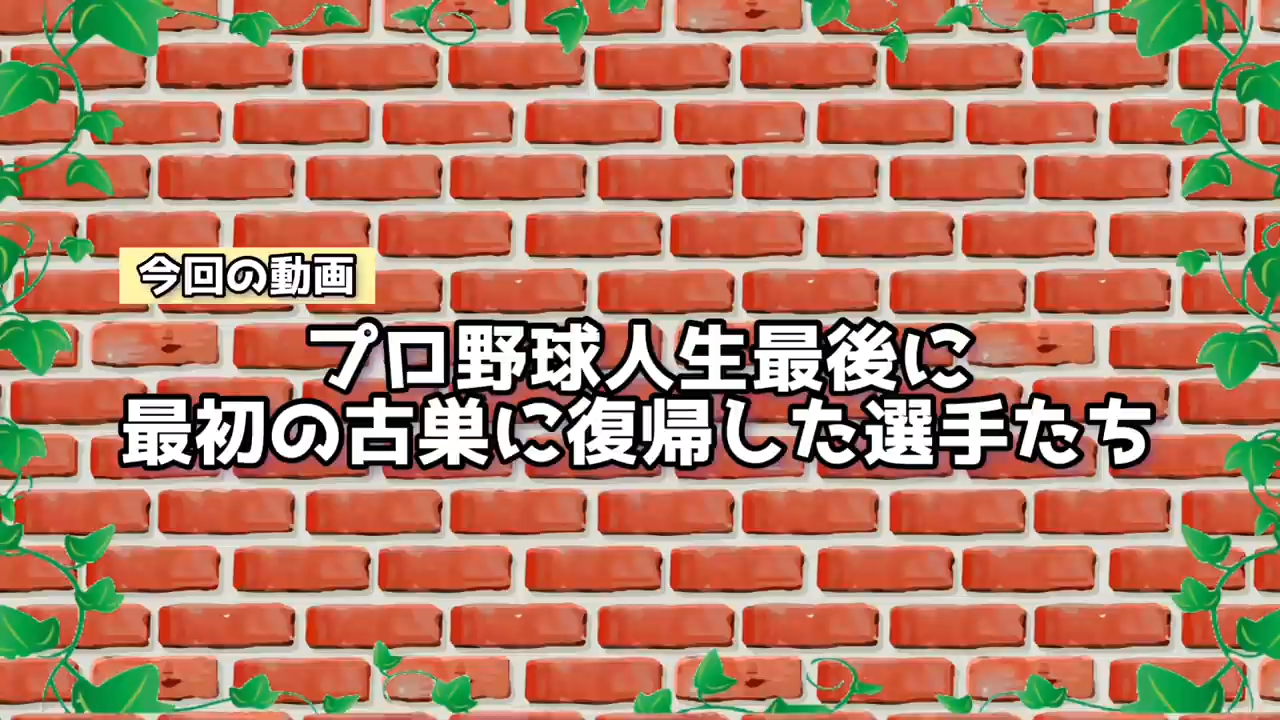 今回の動画
プロ野球人生最後に
最初の古巣に復帰した選手たち